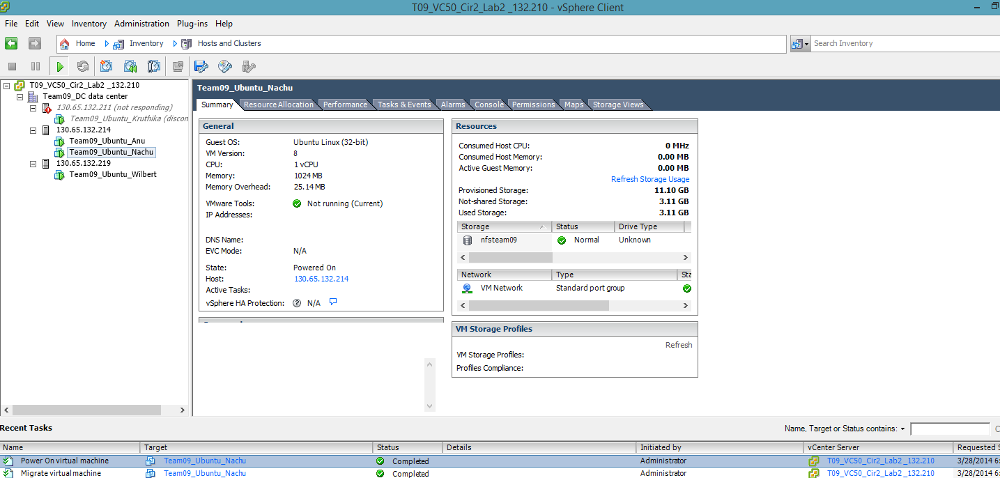 T09_VC50_Cir2_Lab2 _132.210 - vSphere Client
File Edit View Inventory Administration Plug-ins Help
Home Inventory Hosts and Clusters Search Inventory
T09_VC50_Cir2_Lab2 _132.210
Team09_DC data center
130.65.132.211 (not responding)
Team09_Ubuntu_Kruthika (discon
130.65.132.214
Team09_Ubuntu_Anu
Team09_Ubuntu_Nachu
130.65.132.219
Team09_Ubuntu_Wilbert
Team09_Ubuntu_Nachu
Summary Resource Allocation Performance Tasks & Events Alarms Console Permissions Maps Storage Views
General
Guest OS: Ubuntu Linux (32-bit)
VM Version: 8
CPU: 1 vCPU
Memory: 1024 MB
Memory Overhead: 25.14 MB
VMware Tools: Not running (Current)
IP Addresses:
DNS Name:
EVC Mode: N/A
State: Powered On
Host: 130.65.132.214
Active Tasks:
vSphere HA Protection: N/A
Resources
Consumed Host CPU: 0 MHz
Consumed Host Memory: 0.00 MB
Active Guest Memory: 0.00 MB
Refresh Storage Usage
Provisioned Storage: 11.10 GB
Not-shared Storage: 3.11 GB
Used Storage: 3.11 GB
Storage Status Drive Type
nfsteam09 Normal Unknown
Network Type Sta
VM Network Standard port group
VM Storage Profiles
Refresh
VM Storage Profiles:
Profiles Compliance:
Recent Tasks Name, Target or Status contains:
Name Target Status Details Initiated by vCenter Server Requested S
Power On virtual machine Team09_Ubuntu_Nachu Completed Administrator T09_VC50_Cir2_Lab2 _132.210 3/28/2014 6:
Migrate virtual machine Team09_Ubuntu_Nachu Completed Administrator T09_VC50_Cir2_Lab2 _132.210 3/28/2014 6: